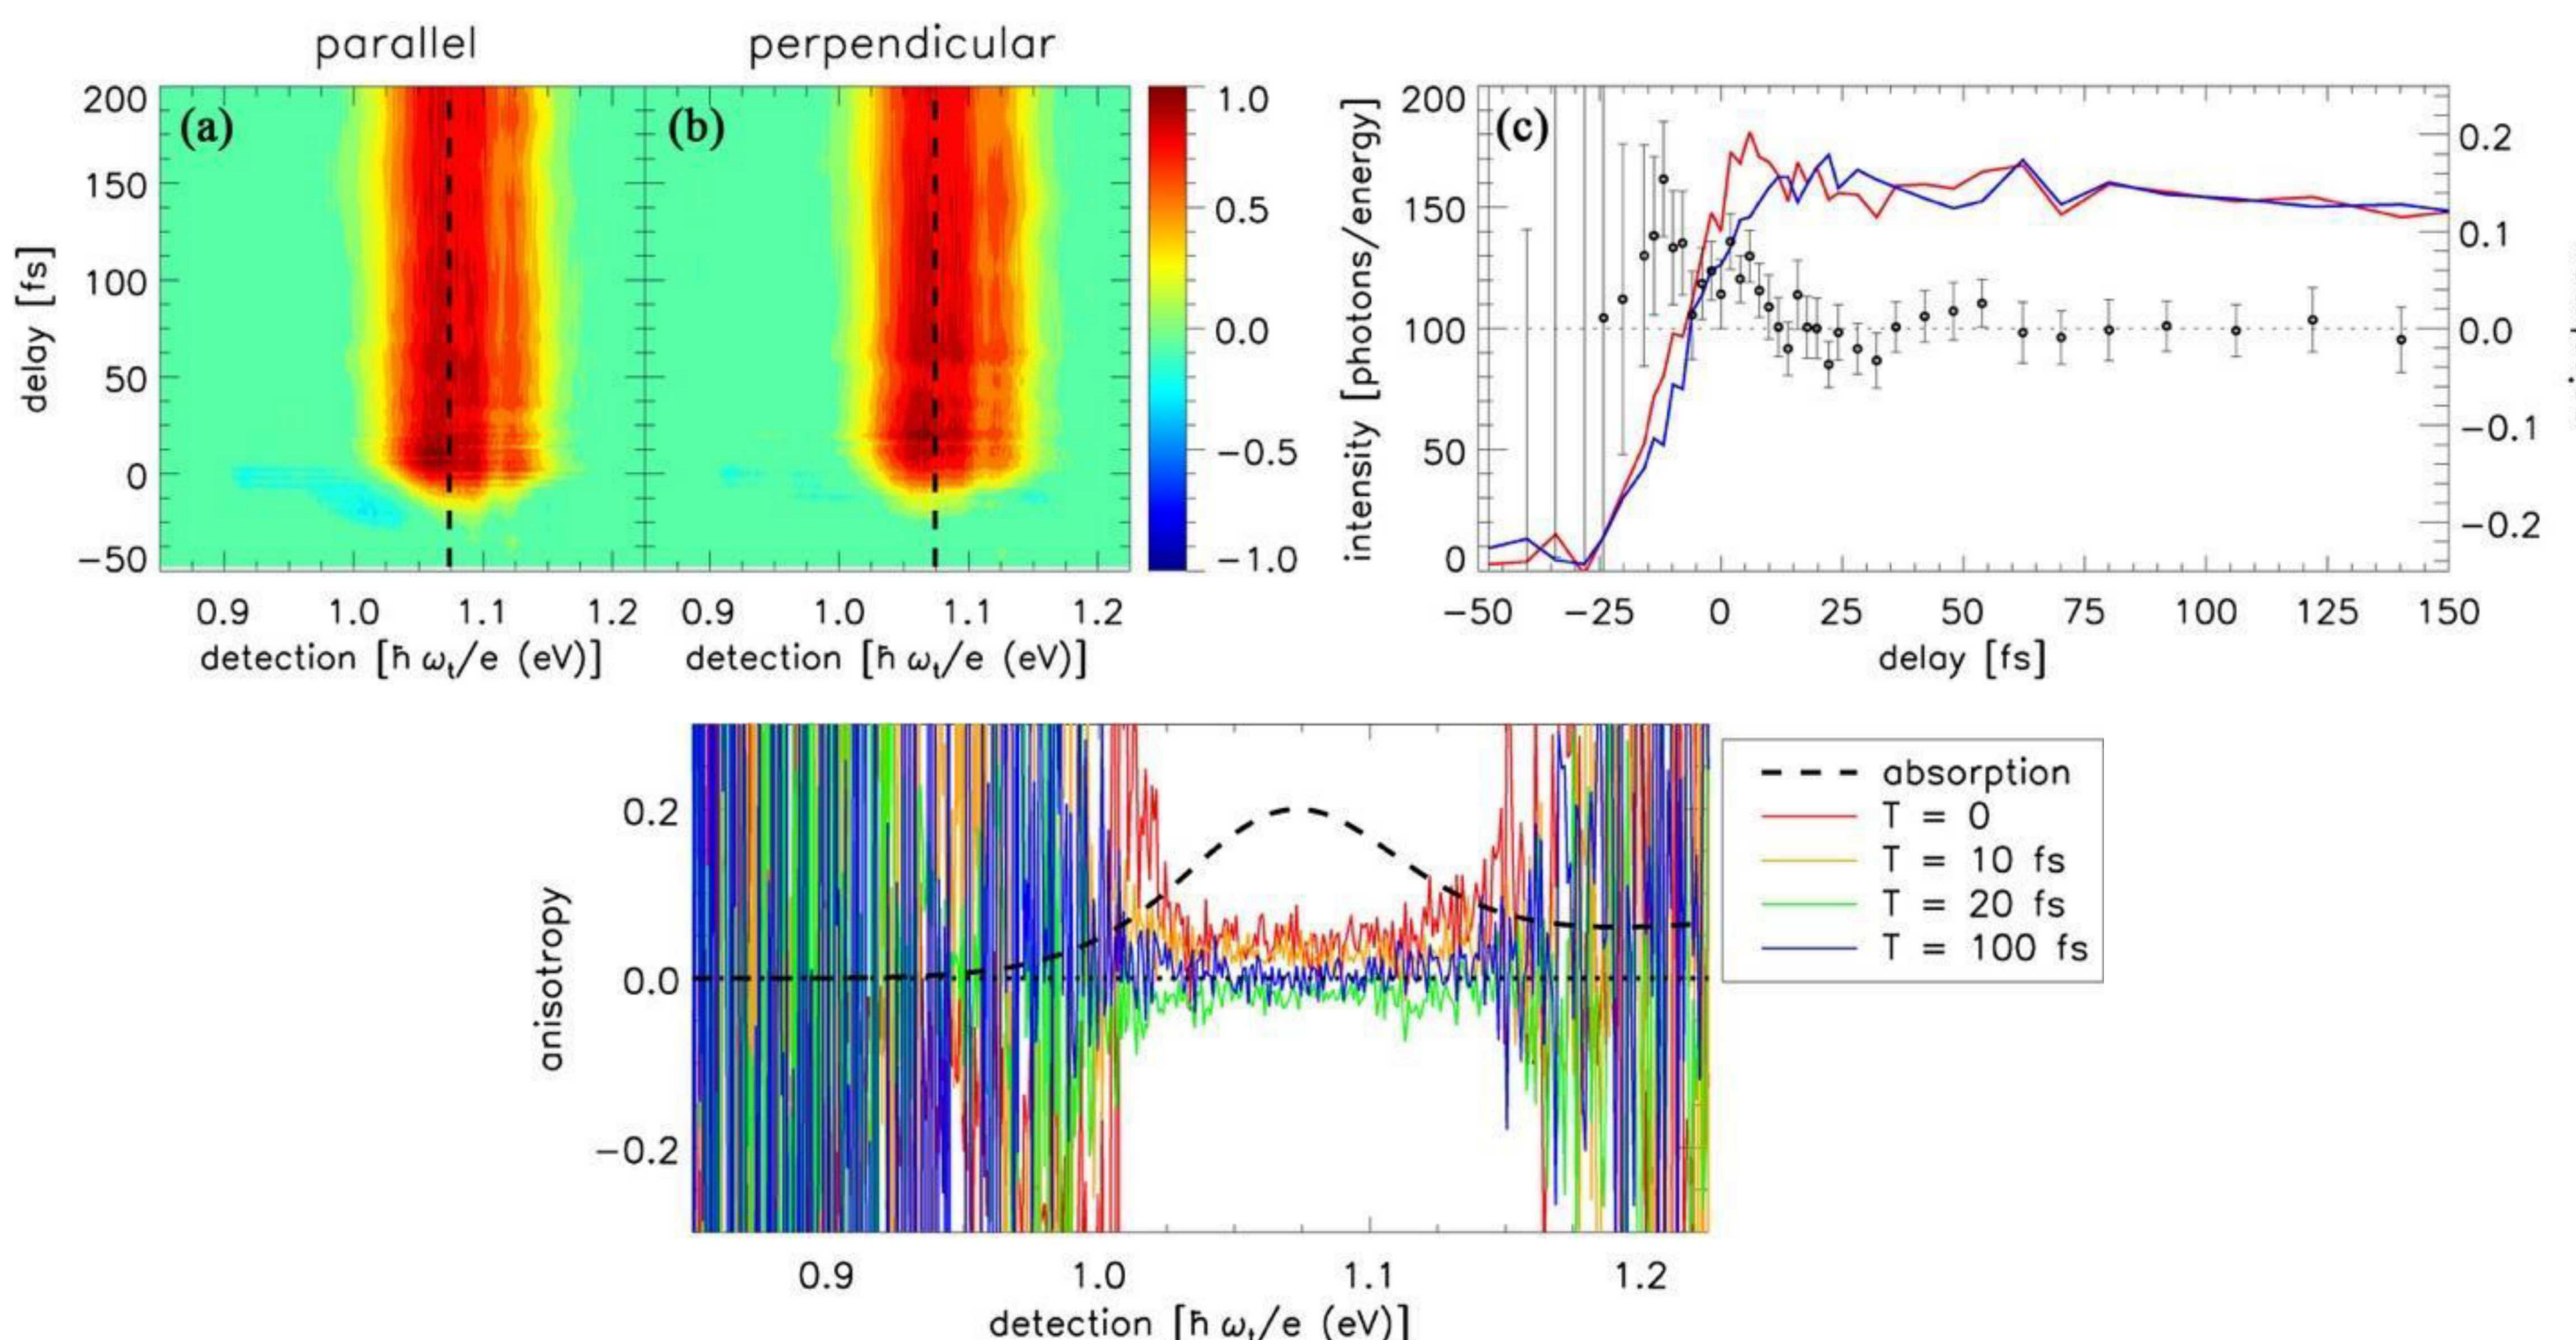 parallel
perpendicular
(a)
(b)
(c)
200
150
100
50
0
−50
delay [fs]
0.9
1.0
1.1
1.2
detection [ħ ω_t/e (eV)]
0.9
1.0
1.1
1.2
detection [ħ ω_t/e (eV)]
1.0
0.5
0.0
−0.5
−1.0
intensity [photons/energy]
200
150
100
50
0
0.2
0.1
0.0
−0.1
−0.2
−50
−25
0
25
50
75
100
125
150
delay [fs]
anisotropy
0.2
0.0
−0.2
0.9
1.0
1.1
1.2
detection [ħ ω_t/e (eV)]
absorption
T = 0
T = 10 fs
T = 20 fs
T = 100 fs